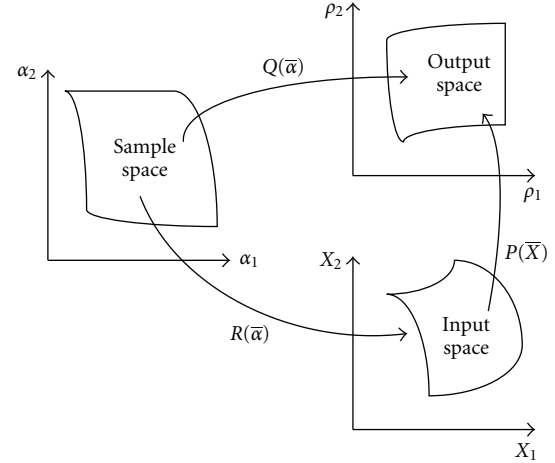 ρ₂
Output
space
ρ₁
Q(α̅)
α₂
Sample
space
α₁
R(α̅)
P(X̅)
X₂
Input
space
X₁